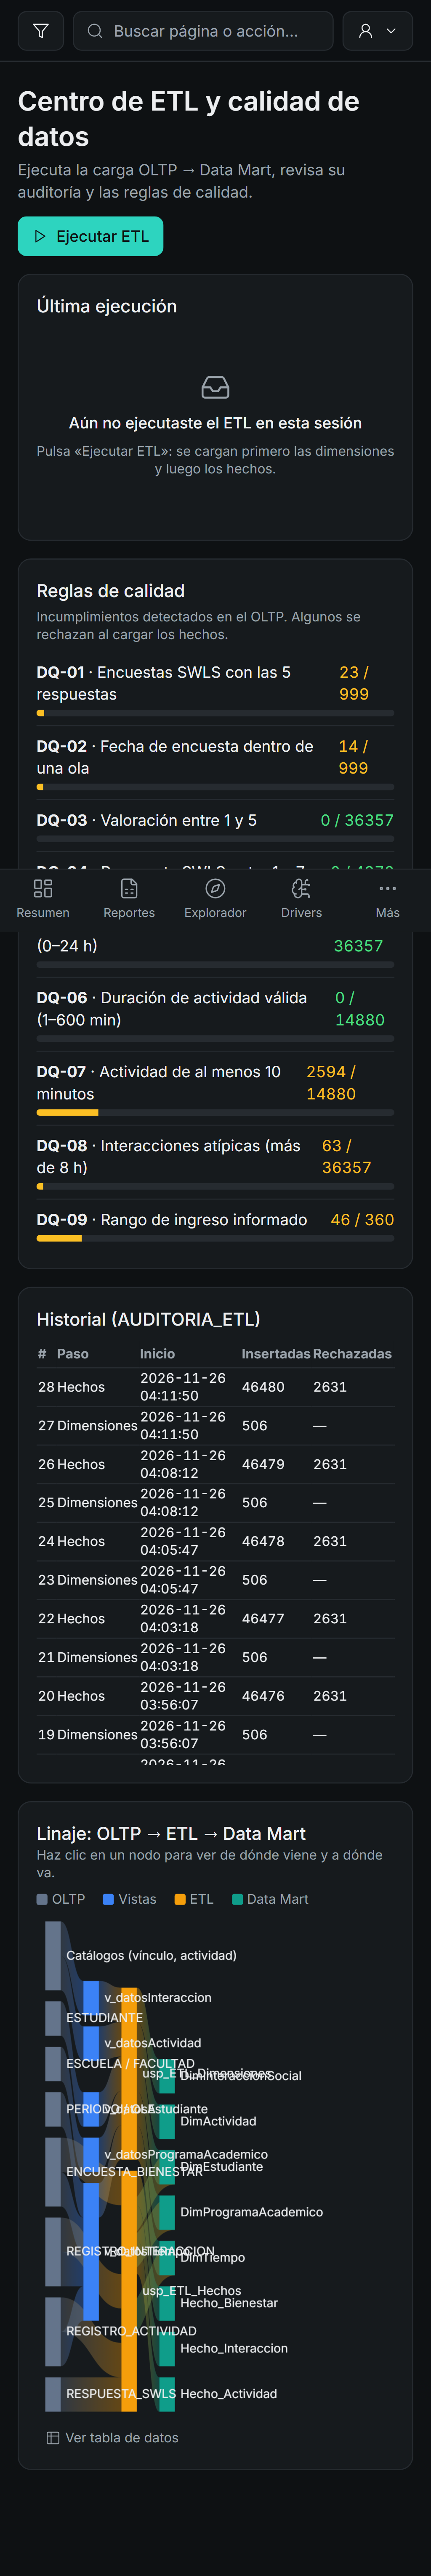 Buscar página o acción...
Centro de ETL y calidad de
datos
Ejecuta la carga OLTP → Data Mart, revisa su
auditoría y las reglas de calidad.
Ejecutar ETL
Última ejecución
Aún no ejecutaste el ETL en esta sesión
Pulsa «Ejecutar ETL»: se cargan primero las dimensiones
y luego los hechos.
Reglas de calidad
Incumplimientos detectados en el OLTP. Algunos se
rechazan al cargar los hechos.
DQ-01 · Encuestas SWLS con las 5 23 /
respuestas 999
DQ-02 · Fecha de encuesta dentro de 14 /
una ola 999
DQ-03 · Valoración entre 1 y 5 0 / 36357
Resumen Reportes Explorador Drivers Más
(0–24 h) 36357
DQ-06 · Duración de actividad válida 0 /
(1–600 min) 14880
DQ-07 · Actividad de al menos 10 2594 /
minutos 14880
DQ-08 · Interacciones atípicas (más 63 /
de 8 h) 36357
DQ-09 · Rango de ingreso informado 46 / 360
Historial (AUDITORIA_ETL)
# Paso Inicio Insertadas Rechazadas
28 Hechos 2026-11-26 04:11:50 46480 2631
27 Dimensiones 2026-11-26 04:11:50 506 —
26 Hechos 2026-11-26 04:08:12 46479 2631
25 Dimensiones 2026-11-26 04:08:12 506 —
24 Hechos 2026-11-26 04:05:47 46478 2631
23 Dimensiones 2026-11-26 04:05:47 506 —
22 Hechos 2026-11-26 04:03:18 46477 2631
21 Dimensiones 2026-11-26 04:03:18 506 —
20 Hechos 2026-11-26 03:56:07 46476 2631
19 Dimensiones 2026-11-26 03:56:07 506 —
2026-11-26
Linaje: OLTP → ETL → Data Mart
Haz clic en un nodo para ver de dónde viene y a dónde
va.
OLTP Vistas ETL Data Mart
Catálogos (vínculo, actividad)
v_datosInteraccion
ESTUDIANTE
v_datosActividad
ESCUELA / FACULTAD
usp_ETL_Dimensiones
DimInteraccionSocial
DimActividad
v_datosProgramaAcademico
DimEstudiante
ENCUESTA_BIENESTAR
DimProgramaAcademico
REGISTRO_INTERACCION
DimTiempo
usp_ETL_Hechos
Hecho_Bienestar
REGISTRO_ACTIVIDAD
Hecho_Interaccion
RESPUESTA_SWLS
Hecho_Actividad
Ver tabla de datos